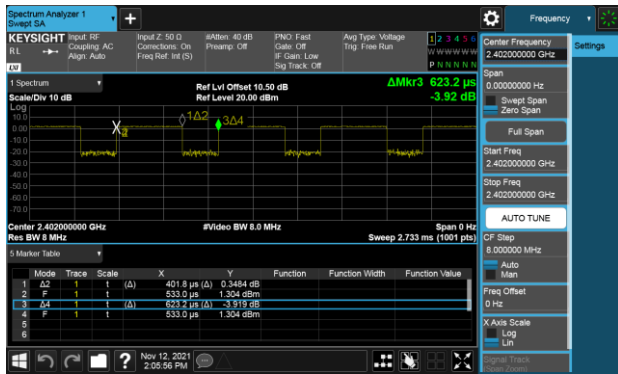 Spectrum Analyzer 1
Swept SA
Frequency
KEYSIGHT
RL
LXI
Input: RF
Coupling: AC
Align: Auto
Input Z: 50 Ω
Corrections: On
Freq Ref: Int (S)
#Atten: 40 dB
Preamp: Off
PNO: Fast
Gate: Off
IF Gain: Low
Sig Track: Off
Avg Type: Voltage
Trig: Free Run
1 2 3 4 5 6
W W W W W W
P N N N N N
Center Frequency
2.402000000 GHz
Settings
Span
0.00000000 Hz
Swept Span
Zero Span
Full Span
Start Freq
2.402000000 GHz
Stop Freq
2.402000000 GHz
AUTO TUNE
CF Step
8.000000 MHz
Auto
Man
Freq Offset
0 Hz
X Axis Scale
Log
Lin
Signal Track
(Span Zoom)
1 Spectrum
Scale/Div 10 dB
Ref Lvl Offset 10.50 dB
Ref Level 20.00 dBm
ΔMkr3 623.2 µs
-3.92 dB
Log
10.0
0.00
-10.0
-20.0
-30.0
-40.0
-50.0
-60.0
-70.0
1Δ2
3Δ4
Center 2.402000000 GHz
Res BW 8 MHz
#Video BW 8.0 MHz
Span 0 Hz
Sweep 2.733 ms (1001 pts)
5 Marker Table
Mode Trace Scale X Y Function Function Width Function Value
1 Δ2 1 t (Δ) 401.8 µs (Δ) 0.3484 dB
2 F 1 t 533.0 µs 1.304 dBm
3 Δ4 1 t (Δ) 623.2 µs (Δ) -3.919 dB
4 F 1 t 533.0 µs 1.304 dBm
5
6
?
Nov 12, 2021
2:05:56 PM